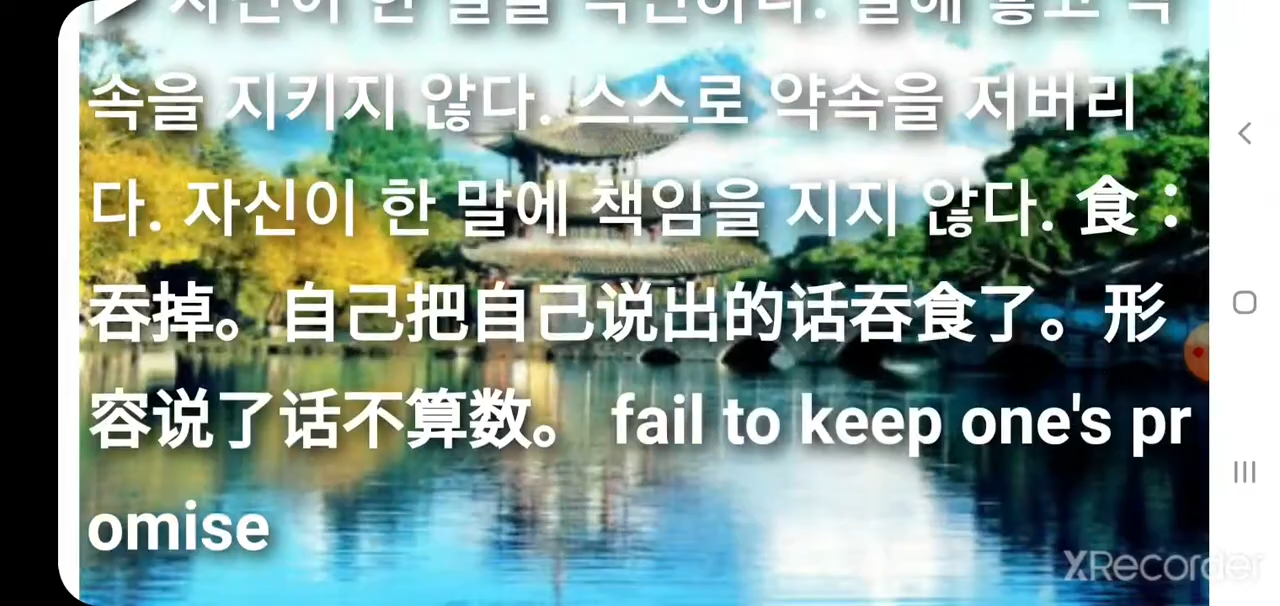 속을 지키지 않다. 스스로 약속을 저버리
다. 자신이 한 말에 책임을 지지 않다. 食：
吞掉。自己把自己说出的话吞食了。形
容说了话不算数。 fail to keep one's pr
omise
XRecorder